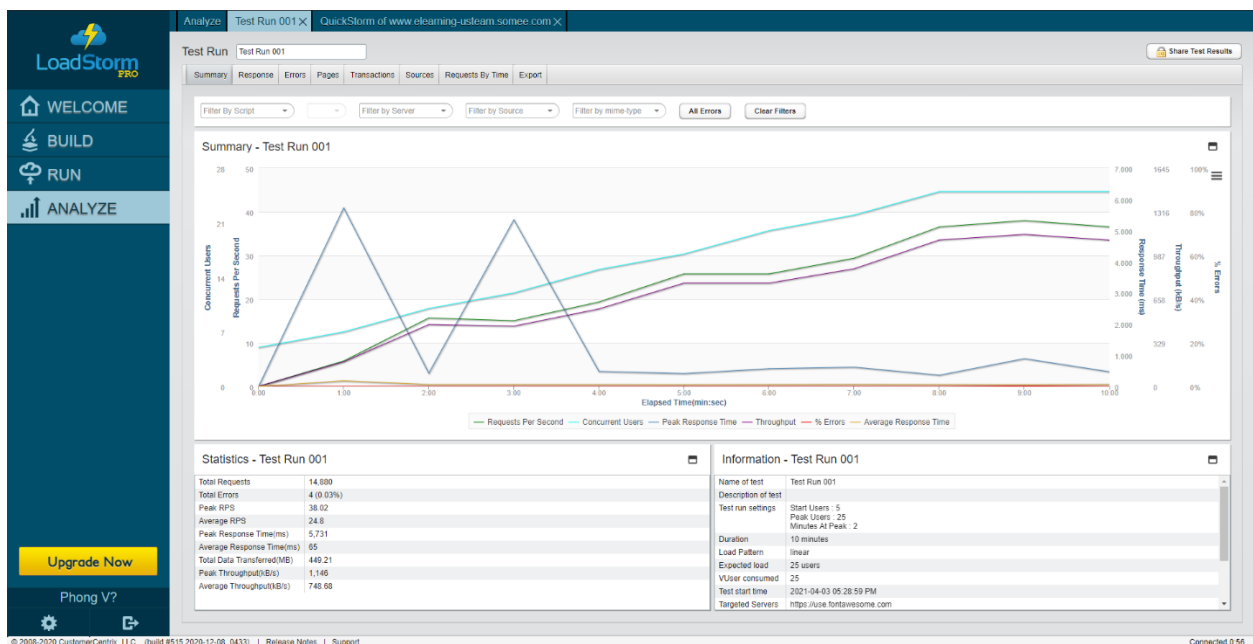 Analyze Test Run 001 X QuickStorm of www.elearning-usteam.somee.com X
LoadStorm
PRO
WELCOME
BUILD
RUN
ANALYZE
Upgrade Now
Phong V?
Test Run Test Run 001
Share Test Results
Summary Response Errors Pages Transactions Sources Requests By Time Export
Filter By Script Filter by Server Filter by Source Filter by mime-type All Errors Clear Filters
Summary - Test Run 001
28 50 7.000 1645 100%
40 6.000 1316 80%
21 5.000
30 4.000 987 60%
14
20 3.000 658 40%
7 2.000
10 1.000 329 20%
0 0 0 0 0%
Concurrent Users
Requests Per Second
Response Time (ms)
Throughput (kB/s)
% Errors
0:00 1:00 2:00 3:00 4:00 5:00 6:00 7:00 8:00 9:00 10:00
Elapsed Time(min:sec)
Requests Per Second Concurrent Users Peak Response Time Throughput % Errors Average Response Time
Statistics - Test Run 001
Total Requests 14,880
Total Errors 4 (0.03%)
Peak RPS 38.02
Average RPS 24.8
Peak Response Time(ms) 5,731
Average Response Time(ms) 65
Total Data Transferred(MB) 449.21
Peak Throughput(kB/s) 1,146
Average Throughput(kB/s) 748.68
Information - Test Run 001
Name of test Test Run 001
Description of test
Test run settings Start Users : 5
Peak Users : 25
Minutes At Peak : 2
Duration 10 minutes
Load Pattern linear
Expected load 25 users
VUser consumed 25
Test start time 2021-04-03 05:28:59 PM
Targeted Servers https://use.fontawesome.com
© 2008-2020 CustomerCentrix, LLC (build #515 2020-12-08_0433) | Release Notes | Support
Connected 0:56